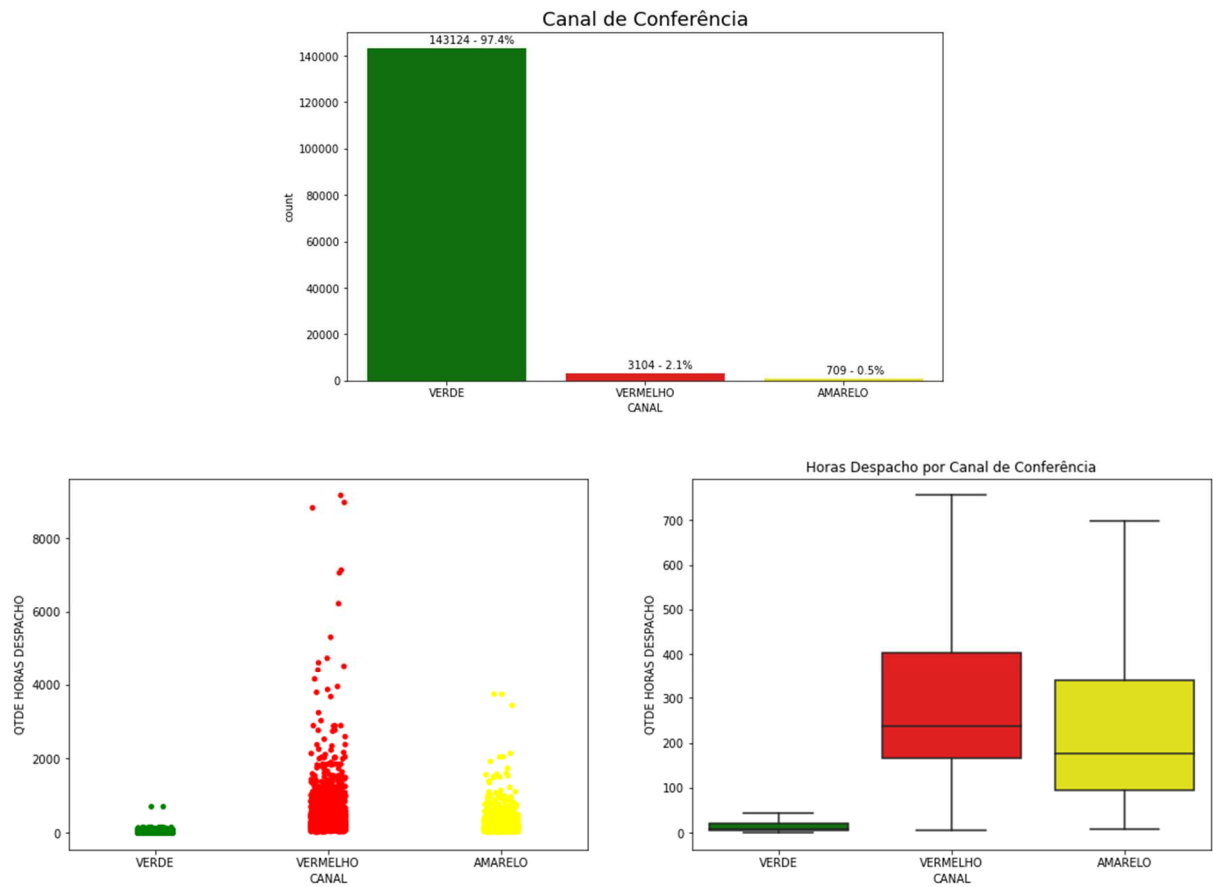 Canal de Conferência
143124 - 97.4%
140000
120000
100000
80000
60000
40000
20000
0
count
3104 - 2.1%
709 - 0.5%
VERDE
VERMELHO
AMARELO
CANAL
8000
6000
4000
2000
0
QTDE HORAS DESPACHO
VERDE
VERMELHO
AMARELO
CANAL
Horas Despacho por Canal de Conferência
700
600
500
400
300
200
100
0
QTDE HORAS DESPACHO
VERDE
VERMELHO
AMARELO
CANAL